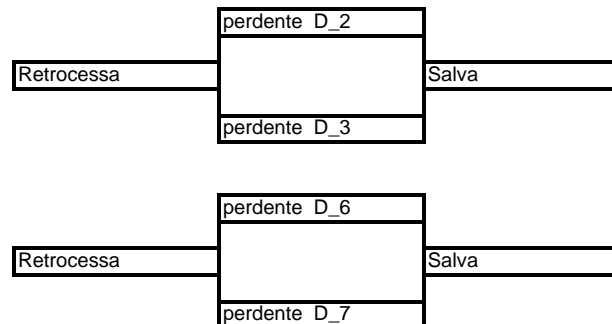 perdente D_2
Retrocessa
Salva
perdente D_3
perdente D_6
Retrocessa
Salva
perdente D_7